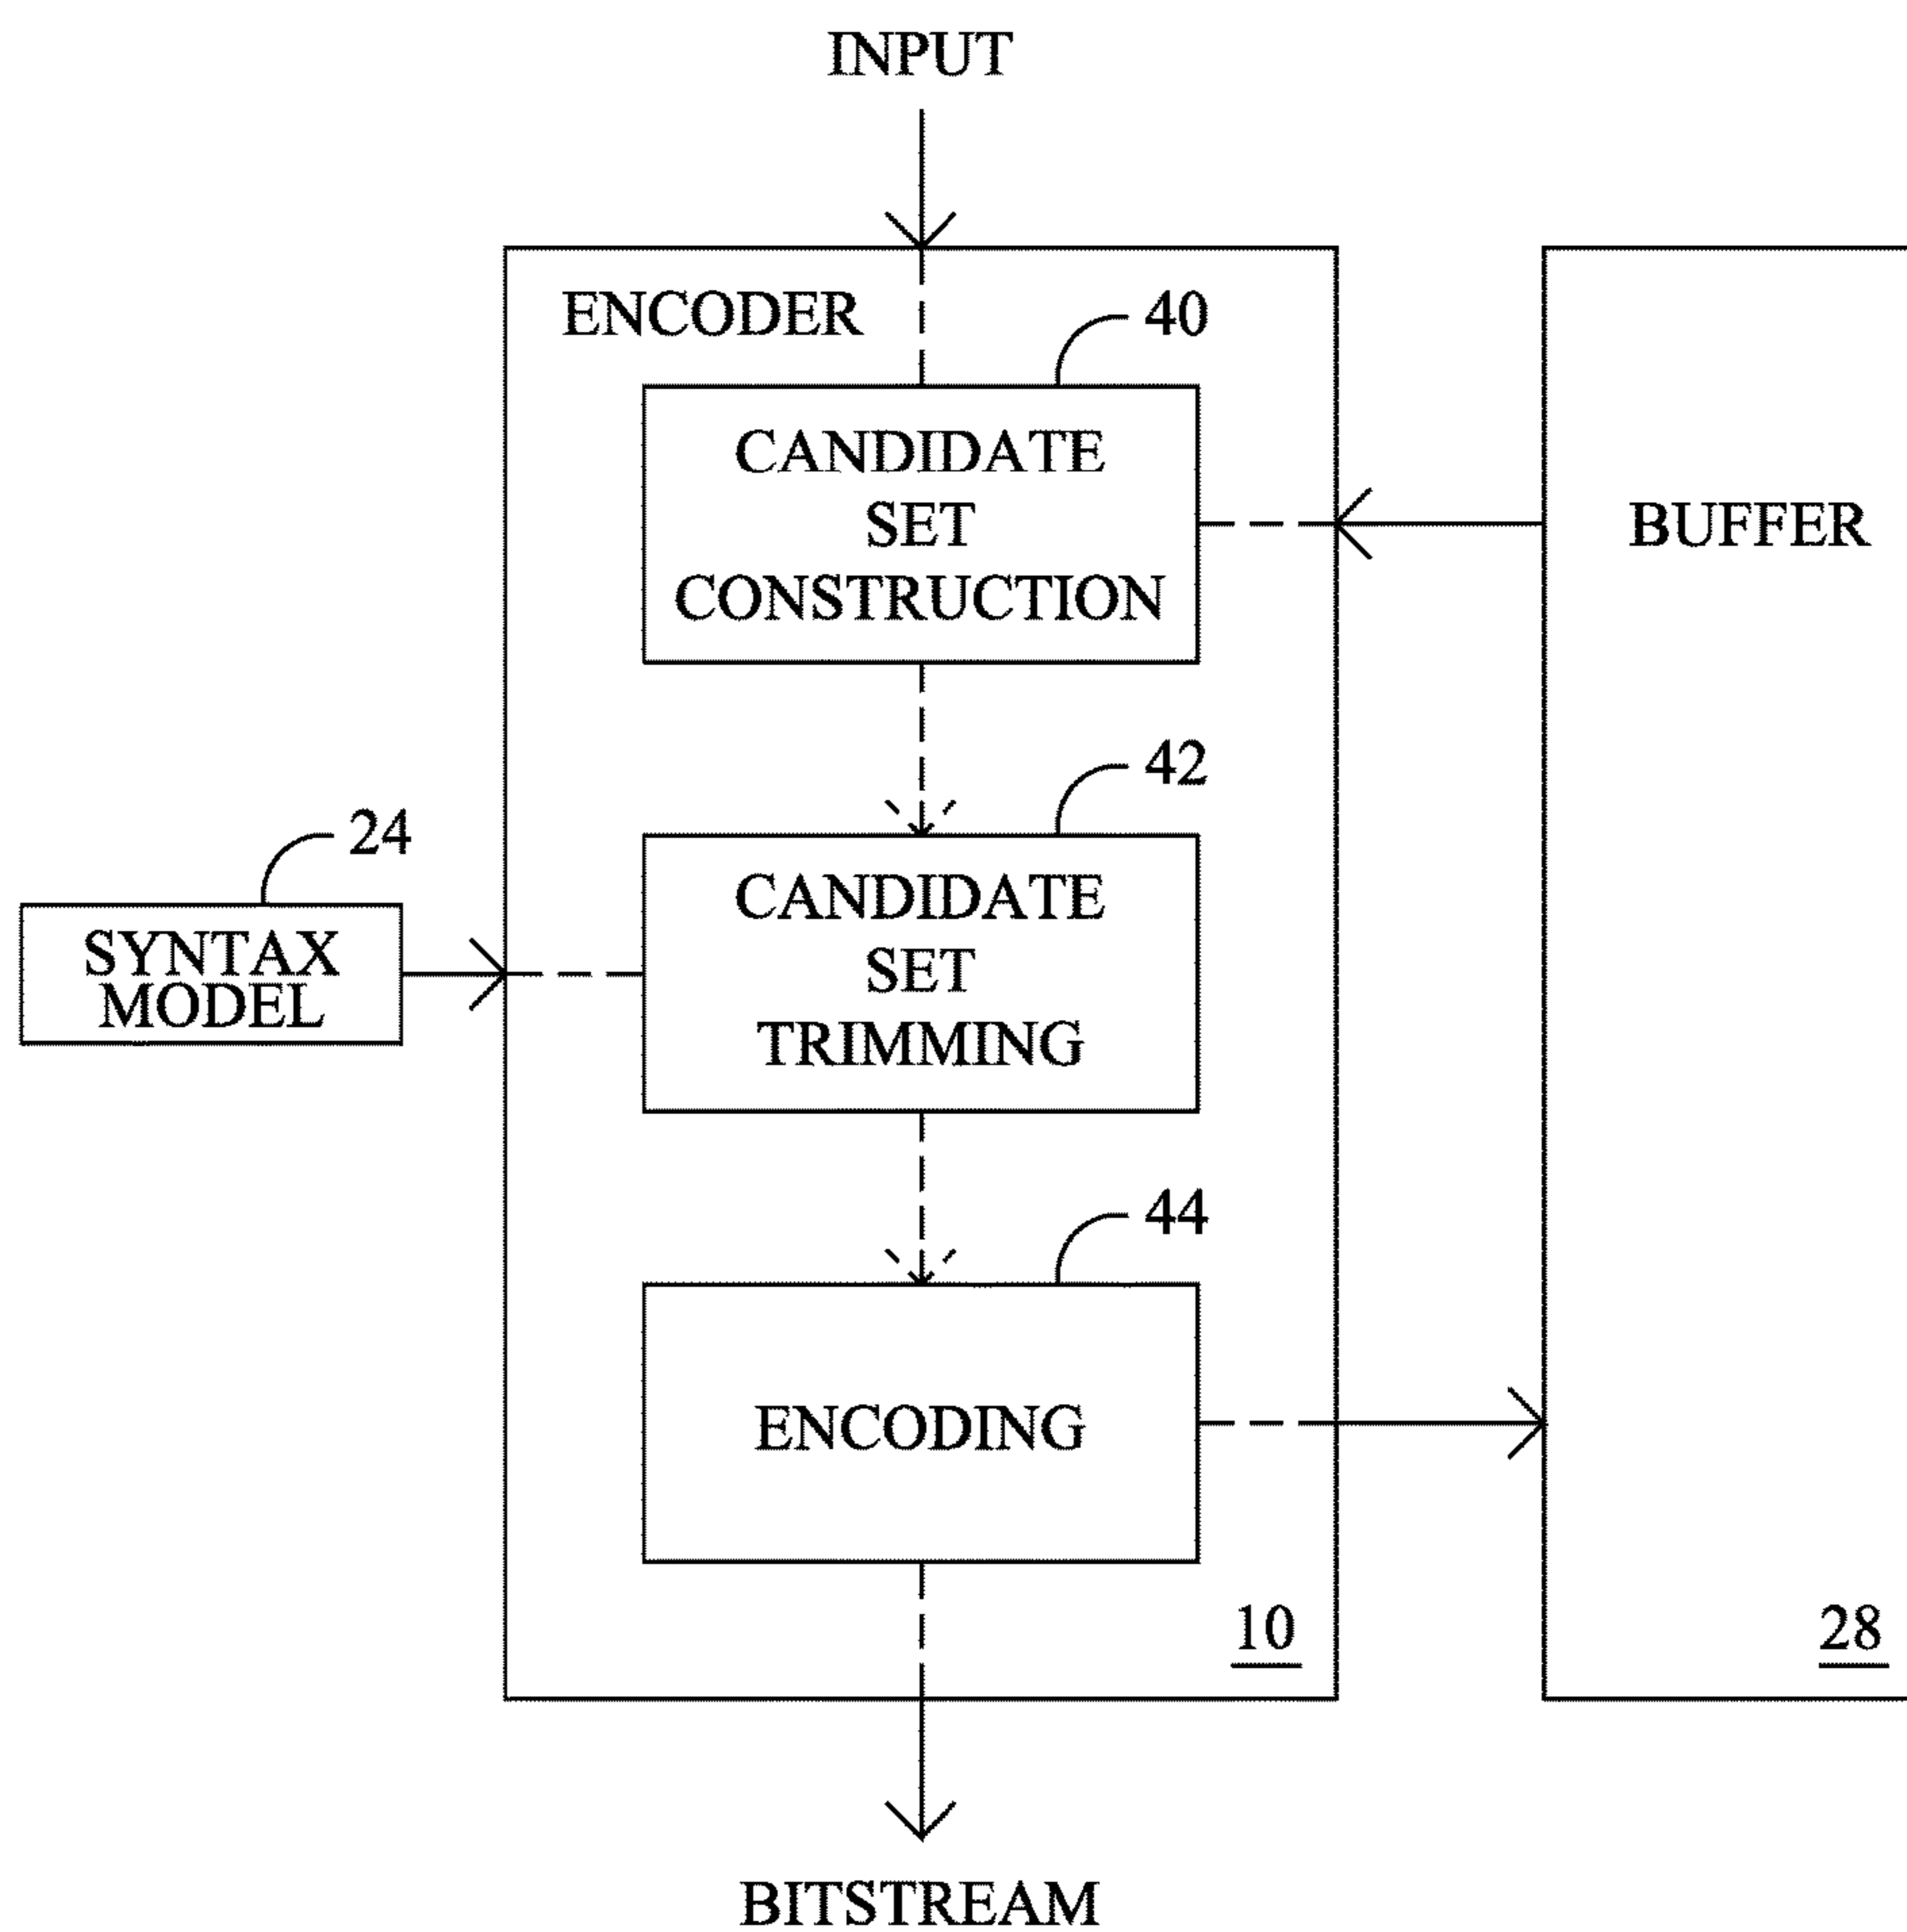 INPUT
ENCODER
40
CANDIDATE
SET
CONSTRUCTION
BUFFER
42
24
SYNTAX
MODEL
CANDIDATE
SET
TRIMMING
44
ENCODING
10
28
BITSTREAM